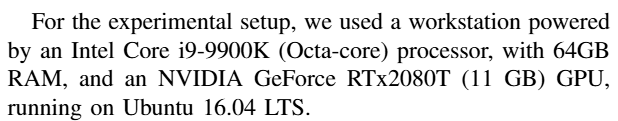 For the experimental setup, we used a workstation powered
by an Intel Core i9-9900K (Octa-core) processor, with 64GB
RAM, and an NVIDIA GeForce RTx2080T (11 GB) GPU,
running on Ubuntu 16.04 LTS.